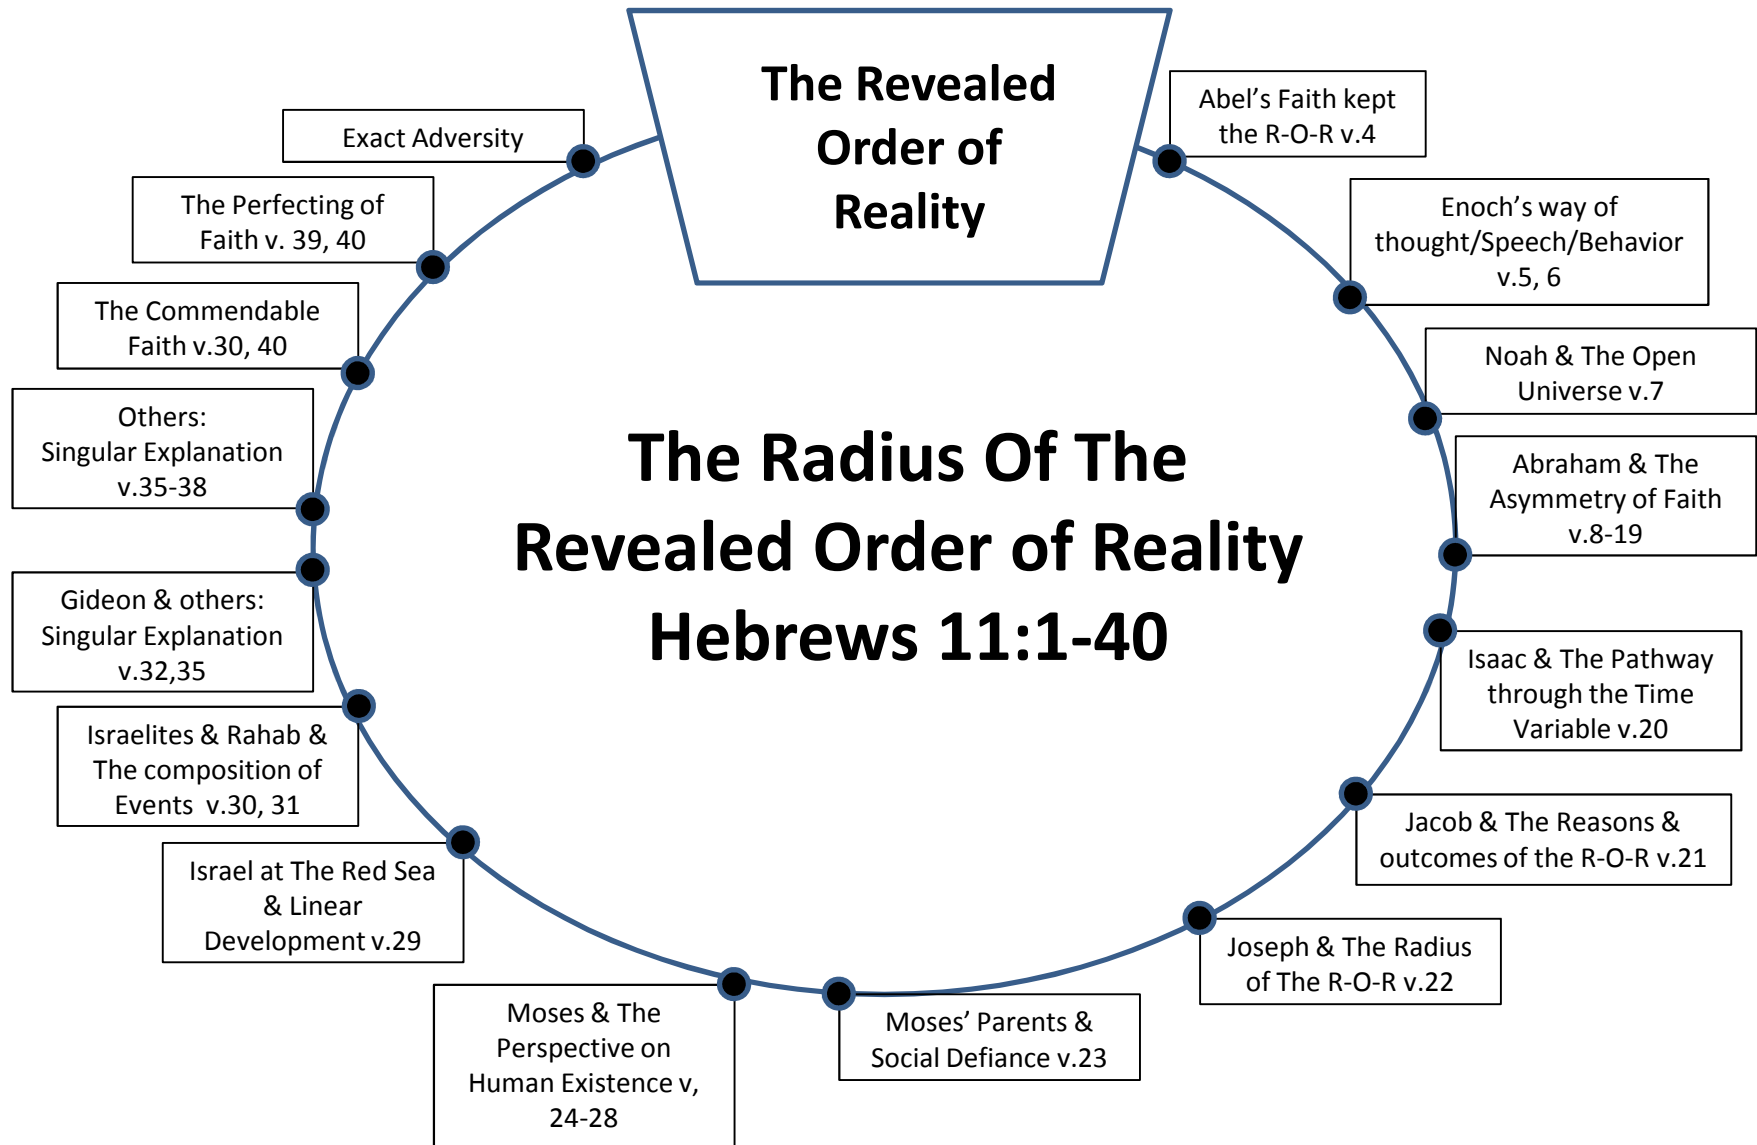 The Revealed
Order of
Reality
Abel’s Faith kept
the R-O-R v.4
Enoch’s way of
thought/Speech/Behavior
v.5, 6
Noah & The Open
Universe v.7
Abraham & The
Asymmetry of Faith
v.8-19
Isaac & The Pathway
through the Time
Variable v.20
Jacob & The Reasons &
outcomes of the R-O-R v.21
Joseph & The Radius
of The R-O-R v.22
Moses’ Parents &
Social Defiance v.23
Moses & The
Perspective on
Human Existence v,
24-28
Israel at The Red Sea
& Linear
Development v.29
Israelites & Rahab &
The composition of
Events v.30, 31
Gideon & others:
Singular Explanation
v.32,35
Others:
Singular Explanation
v.35-38
The Commendable
Faith v.30, 40
The Perfecting of
Faith v. 39, 40
Exact Adversity
The Radius Of The
Revealed Order of Reality
Hebrews 11:1-40